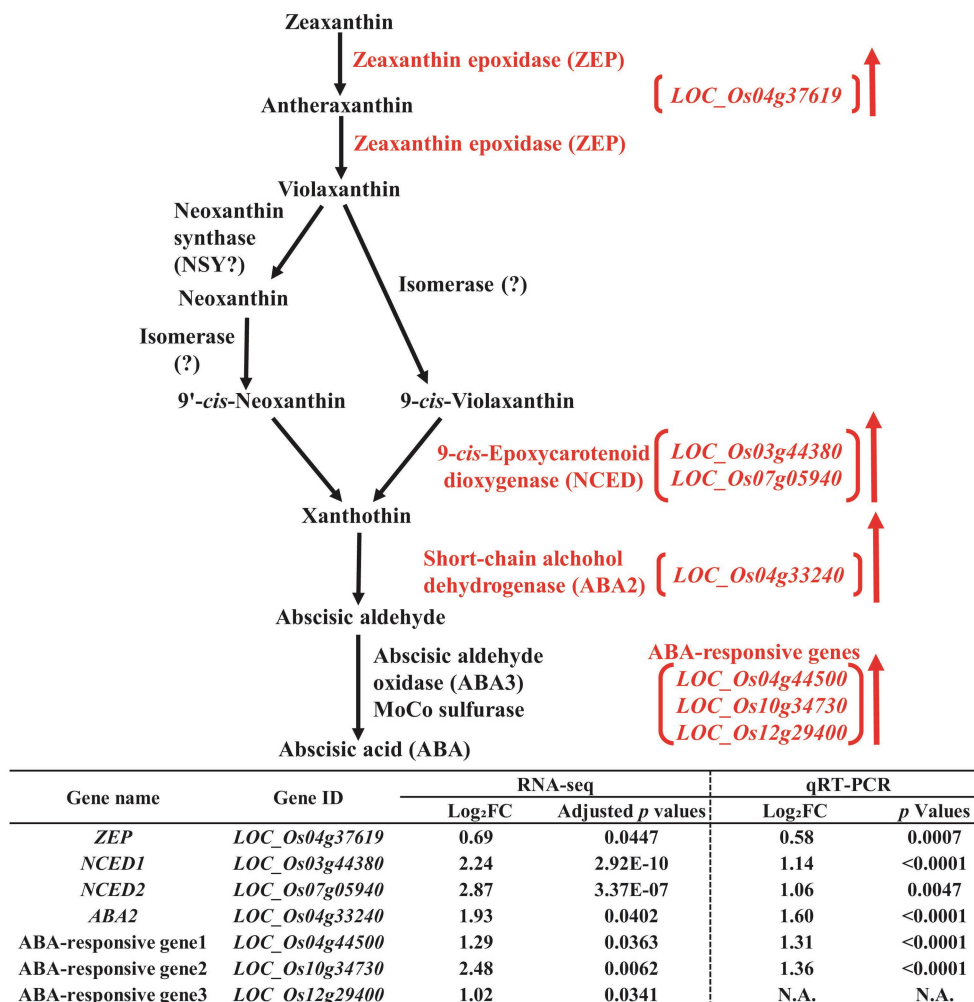 Zeaxanthin
Zeaxanthin epoxidase (ZEP)
LOC_Os04g37619
Antheraxanthin
Zeaxanthin epoxidase (ZEP)
Violaxanthin
Neoxanthin
synthase
(NSY?)
Isomerase (?)
Neoxanthin
Isomerase
(?)
9'-cis-Neoxanthin
9-cis-Violaxanthin
9-cis-Epoxycarotenoid
dioxygenase (NCED)
LOC_Os03g44380
LOC_Os07g05940
Xanthothin
Short-chain alchohol
dehydrogenase (ABA2)
LOC_Os04g33240
Abscisic aldehyde
Abscisic aldehyde
oxidase (ABA3)
MoCo sulfurase
ABA-responsive genes
LOC_Os04g44500
LOC_Os10g34730
LOC_Os12g29400
Abscisic acid (ABA)
Gene name Gene ID RNA-seq qRT-PCR
Log₂FC Adjusted p values Log₂FC p Values
ZEP LOC_Os04g37619 0.69 0.0447 0.58 0.0007
NCED1 LOC_Os03g44380 2.24 2.92E-10 1.14 <0.0001
NCED2 LOC_Os07g05940 2.87 3.37E-07 1.06 0.0047
ABA2 LOC_Os04g33240 1.93 0.0402 1.60 <0.0001
ABA-responsive gene1 LOC_Os04g44500 1.29 0.0363 1.31 <0.0001
ABA-responsive gene2 LOC_Os10g34730 2.48 0.0062 1.36 <0.0001
ABA-responsive gene3 LOC_Os12g29400 1.02 0.0341 N.A. N.A.